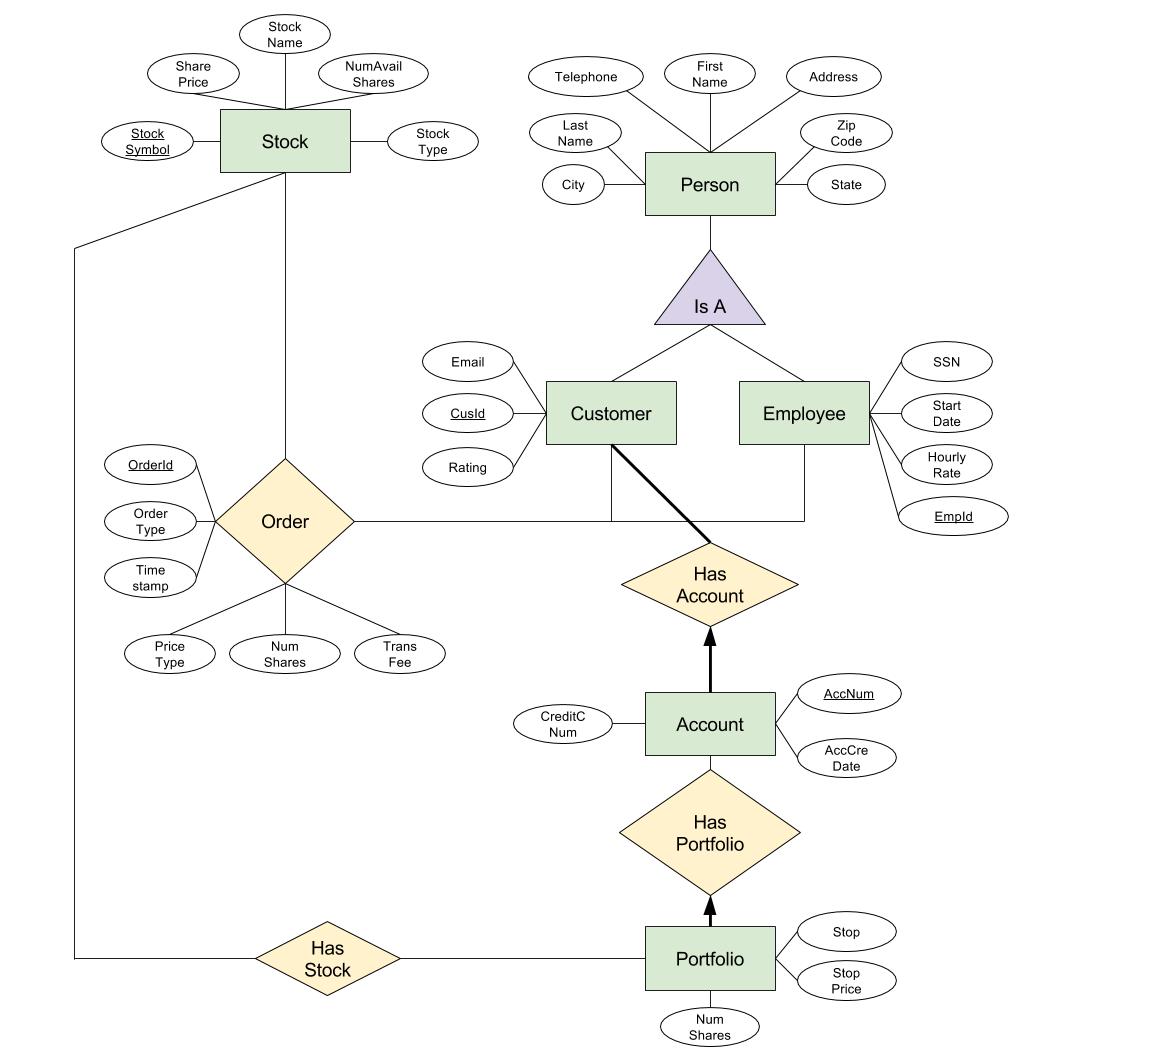 Stock
Name
Share
Price
NumAvail
Shares
Stock
Symbol
Stock
Stock
Type
Telephone
First
Name
Address
Last
Name
Zip
Code
City
Person
State
Is A
Email
CusId
Rating
Customer
Employee
SSN
Start
Date
Hourly
Rate
EmpId
OrderId
Order
Type
Time
stamp
Order
Price
Type
Num
Shares
Trans
Fee
Has
Account
CreditC
Num
Account
AccNum
AccCre
Date
Has
Portfolio
Has
Stock
Portfolio
Stop
Stop
Price
Num
Shares